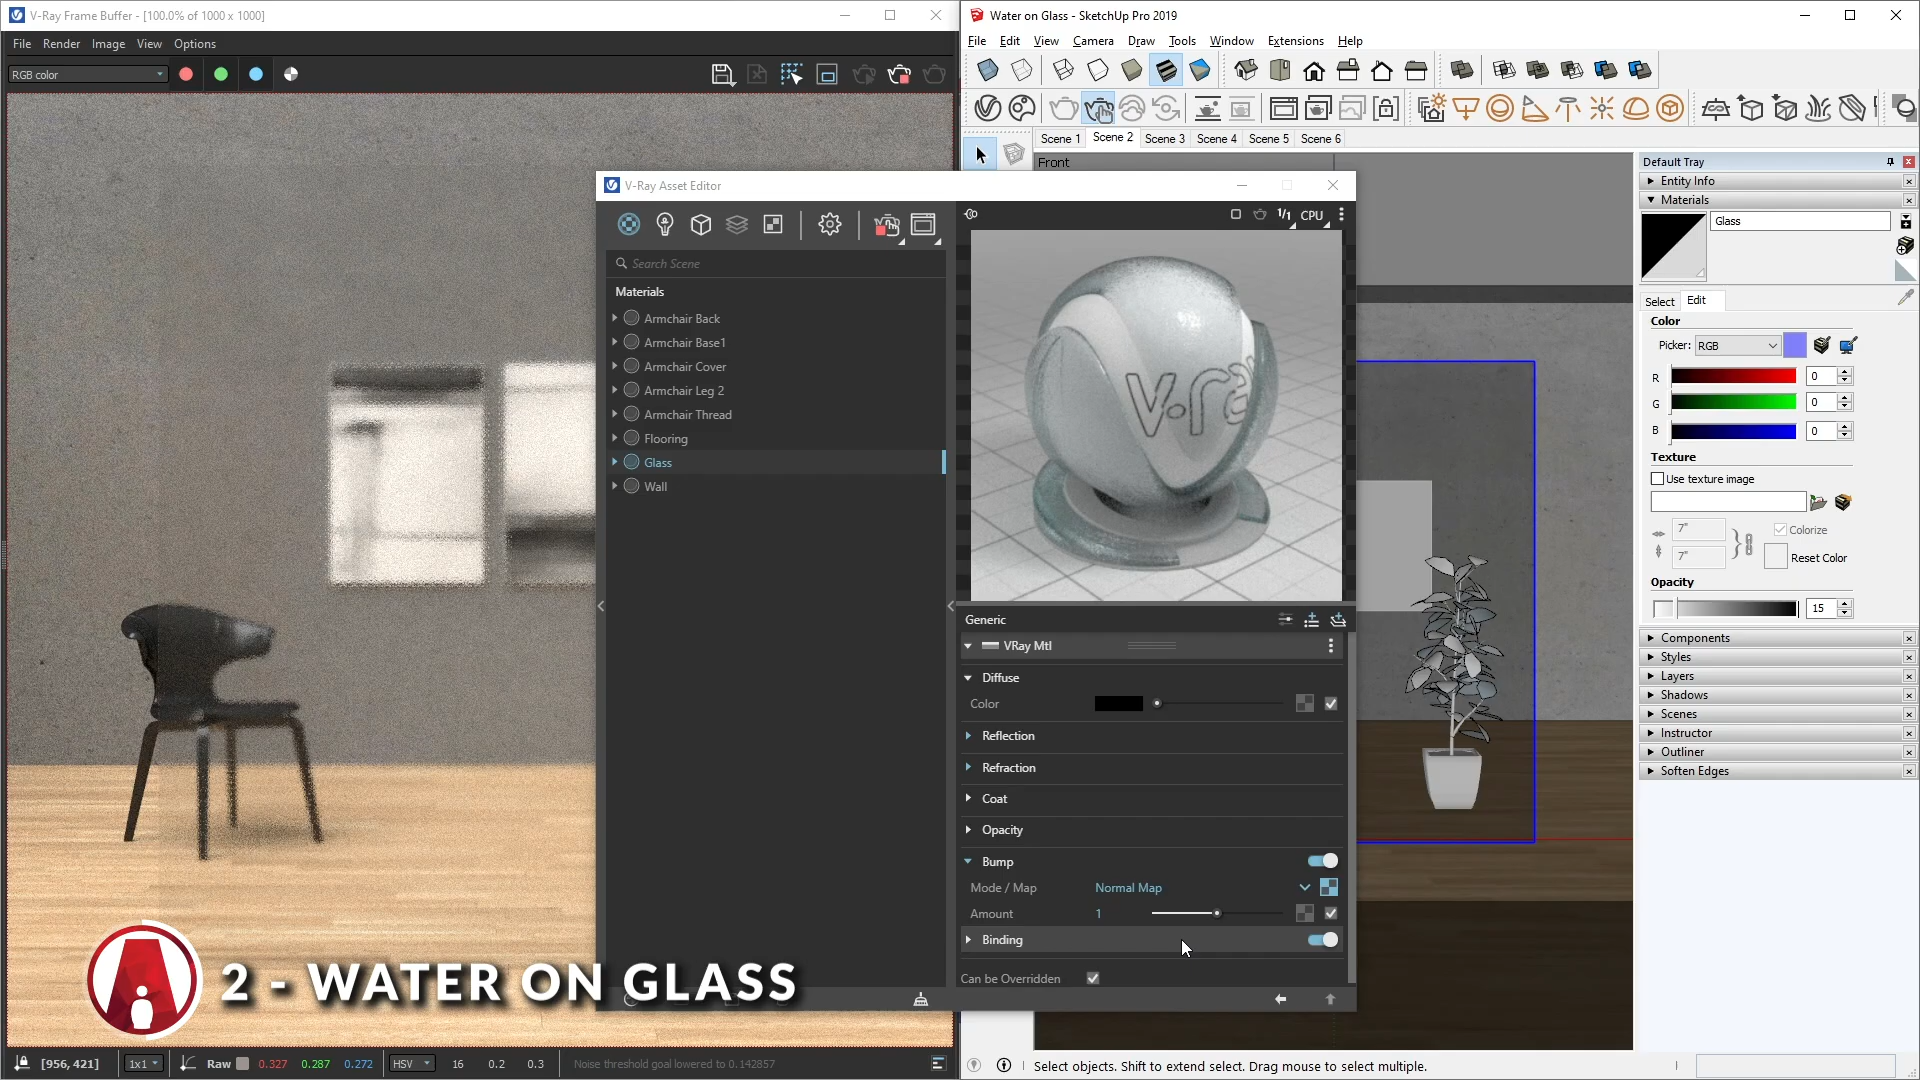 V-Ray Frame Buffer - [100.0% of 1000 x 1000]
File Render Image View Options
RGB color
Water on Glass - SketchUp Pro 2019
File Edit View Camera Draw Tools Window Extensions Help
Scene 1 Scene 2 Scene 3 Scene 4 Scene 5 Scene 6
Front
V-Ray Asset Editor
Search Scene
Materials
Armchair Back
Armchair Base1
Armchair Cover
Armchair Leg 2
Armchair Thread
Flooring
Glass
Wall
1/1 CPU
v-ra
Generic
VRay Mtl
Diffuse
Color
Reflection
Refraction
Coat
Opacity
Bump
Mode / Map Normal Map
Amount 1
Binding
Can be Overridden
Default Tray
Entity Info
Materials
Glass
Select Edit
Color
Picker: RGB
R 0
G 0
B 0
Texture
Use texture image
7"
Colorize
7"
Reset Color
Opacity
15
Components
Styles
Layers
Shadows
Scenes
Instructor
Outliner
Soften Edges
2 - WATER ON GLASS
[956, 421] 1x1 Raw 0.327 0.287 0.272 HSV 16 0.2 0.3 Noise threshold goal lowered to 0.142857
Select objects. Shift to extend select. Drag mouse to select multiple.